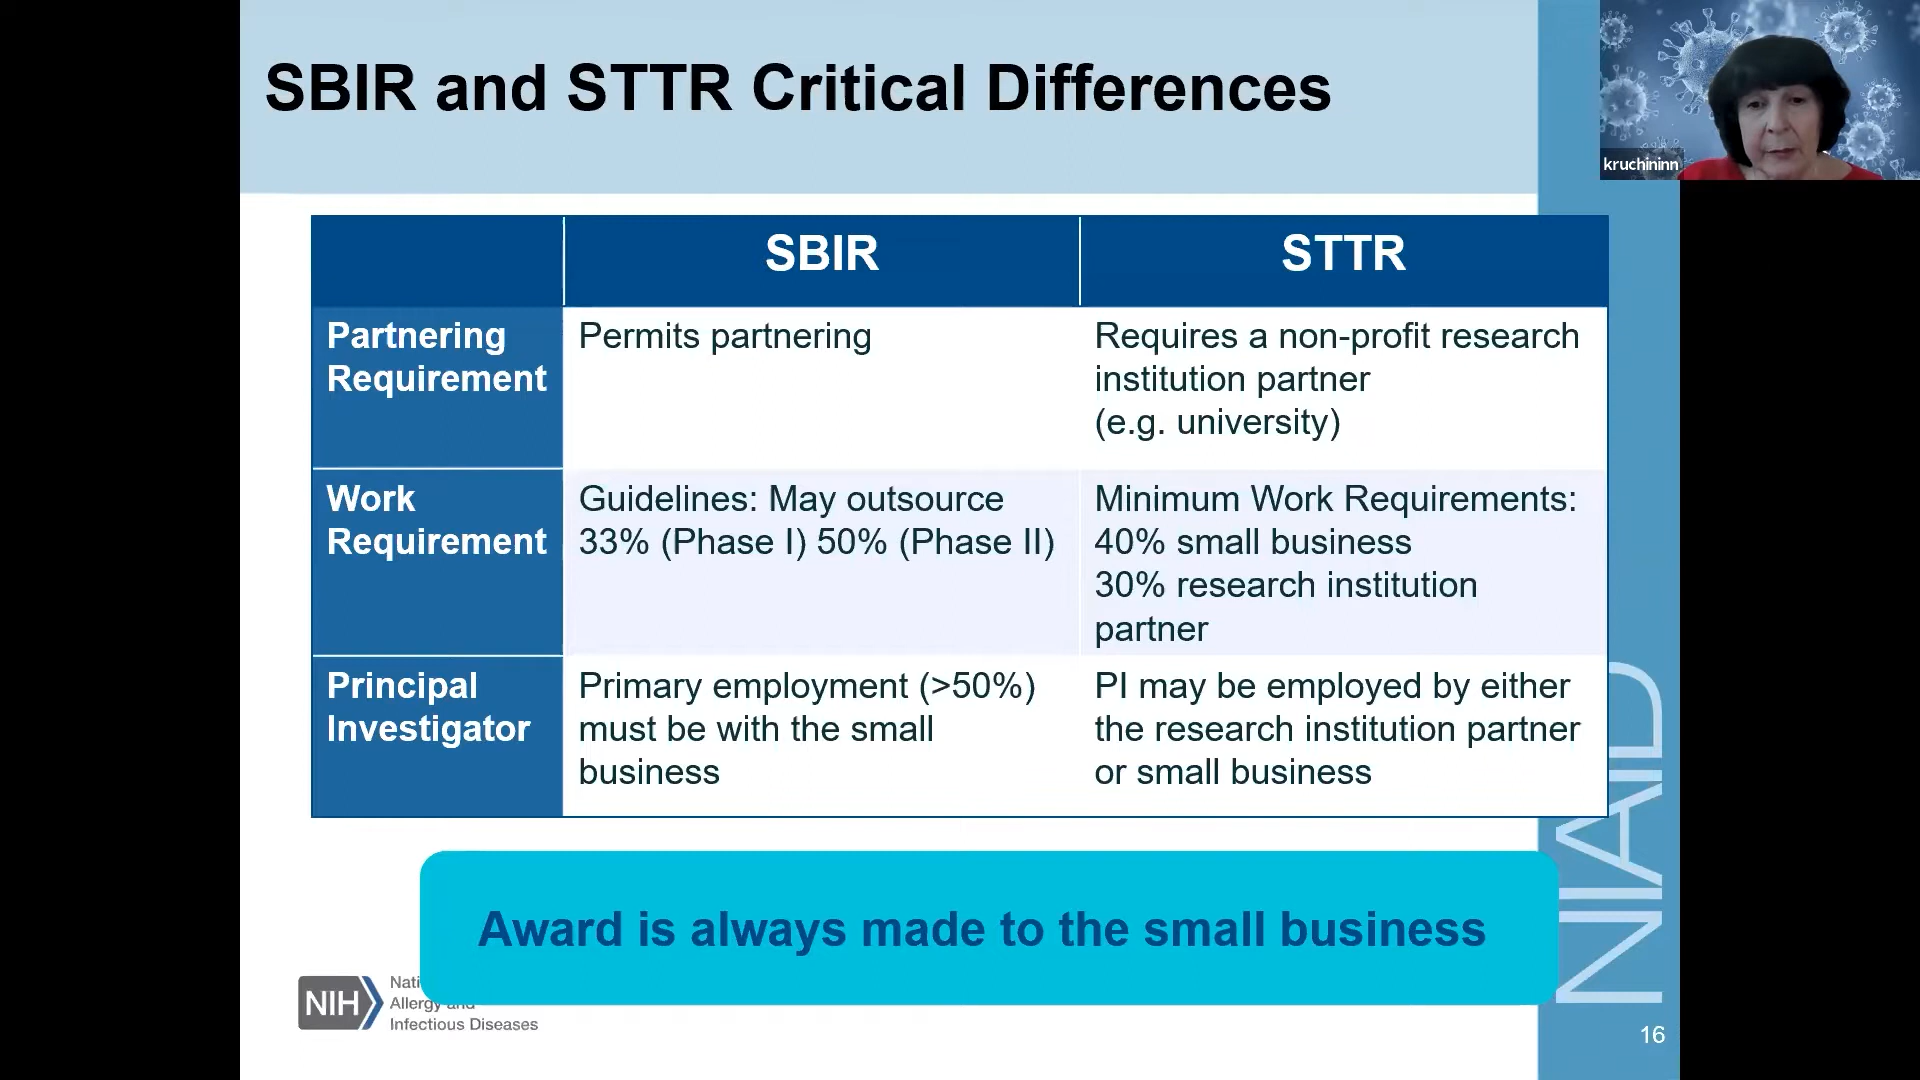 SBIR and STTR Critical Differences
kruchininn
SBIR
STTR
Partnering
Requirement
Permits partnering
Requires a non-profit research
institution partner
(e.g. university)
Work
Requirement
Guidelines: May outsource
33% (Phase I) 50% (Phase II)
Minimum Work Requirements:
40% small business
30% research institution
partner
Principal
Investigator
Primary employment (>50%)
must be with the small
business
PI may be employed by either
the research institution partner
or small business
Award is always made to the small business
NIH
Allergy and
Infectious Diseases
NIAID
16